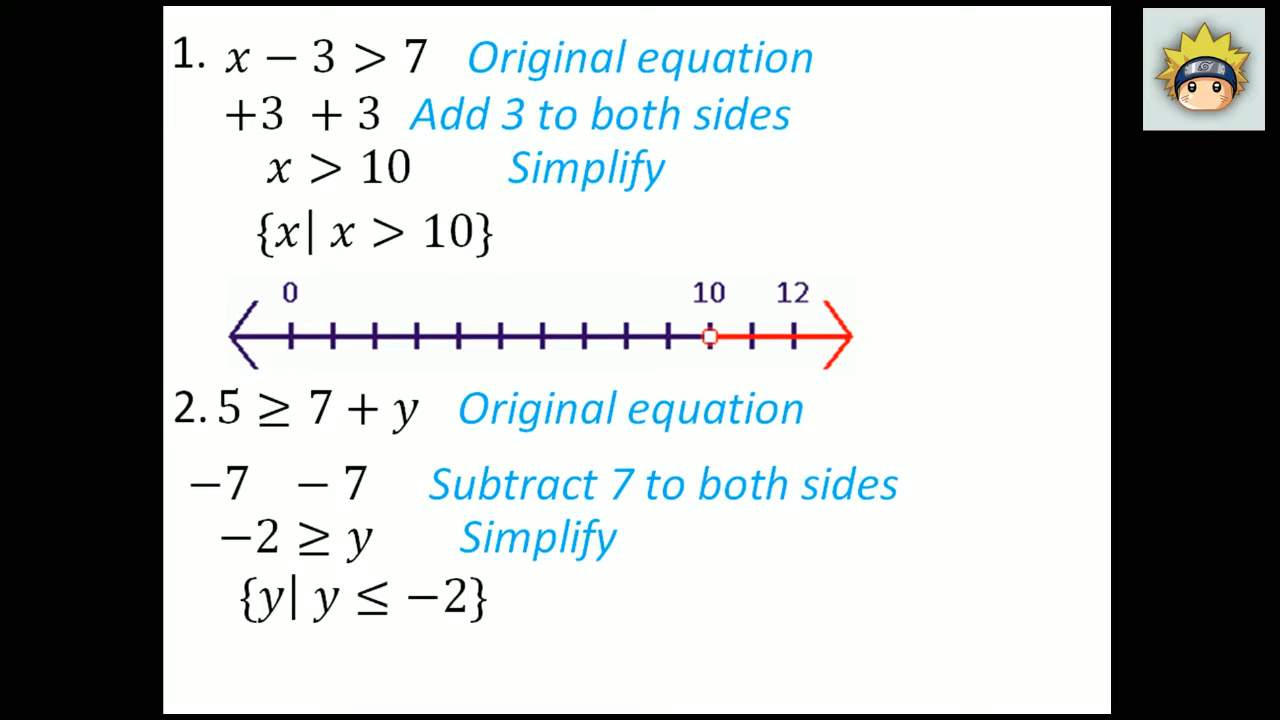 1. x − 3 > 7 Original equation
+3 + 3 Add 3 to both sides
x > 10 Simplify
{x| x > 10}
0 10 12
2. 5 ≥ 7 + y Original equation
−7 − 7 Subtract 7 to both sides
−2 ≥ y Simplify
{y| y ≤ −2}